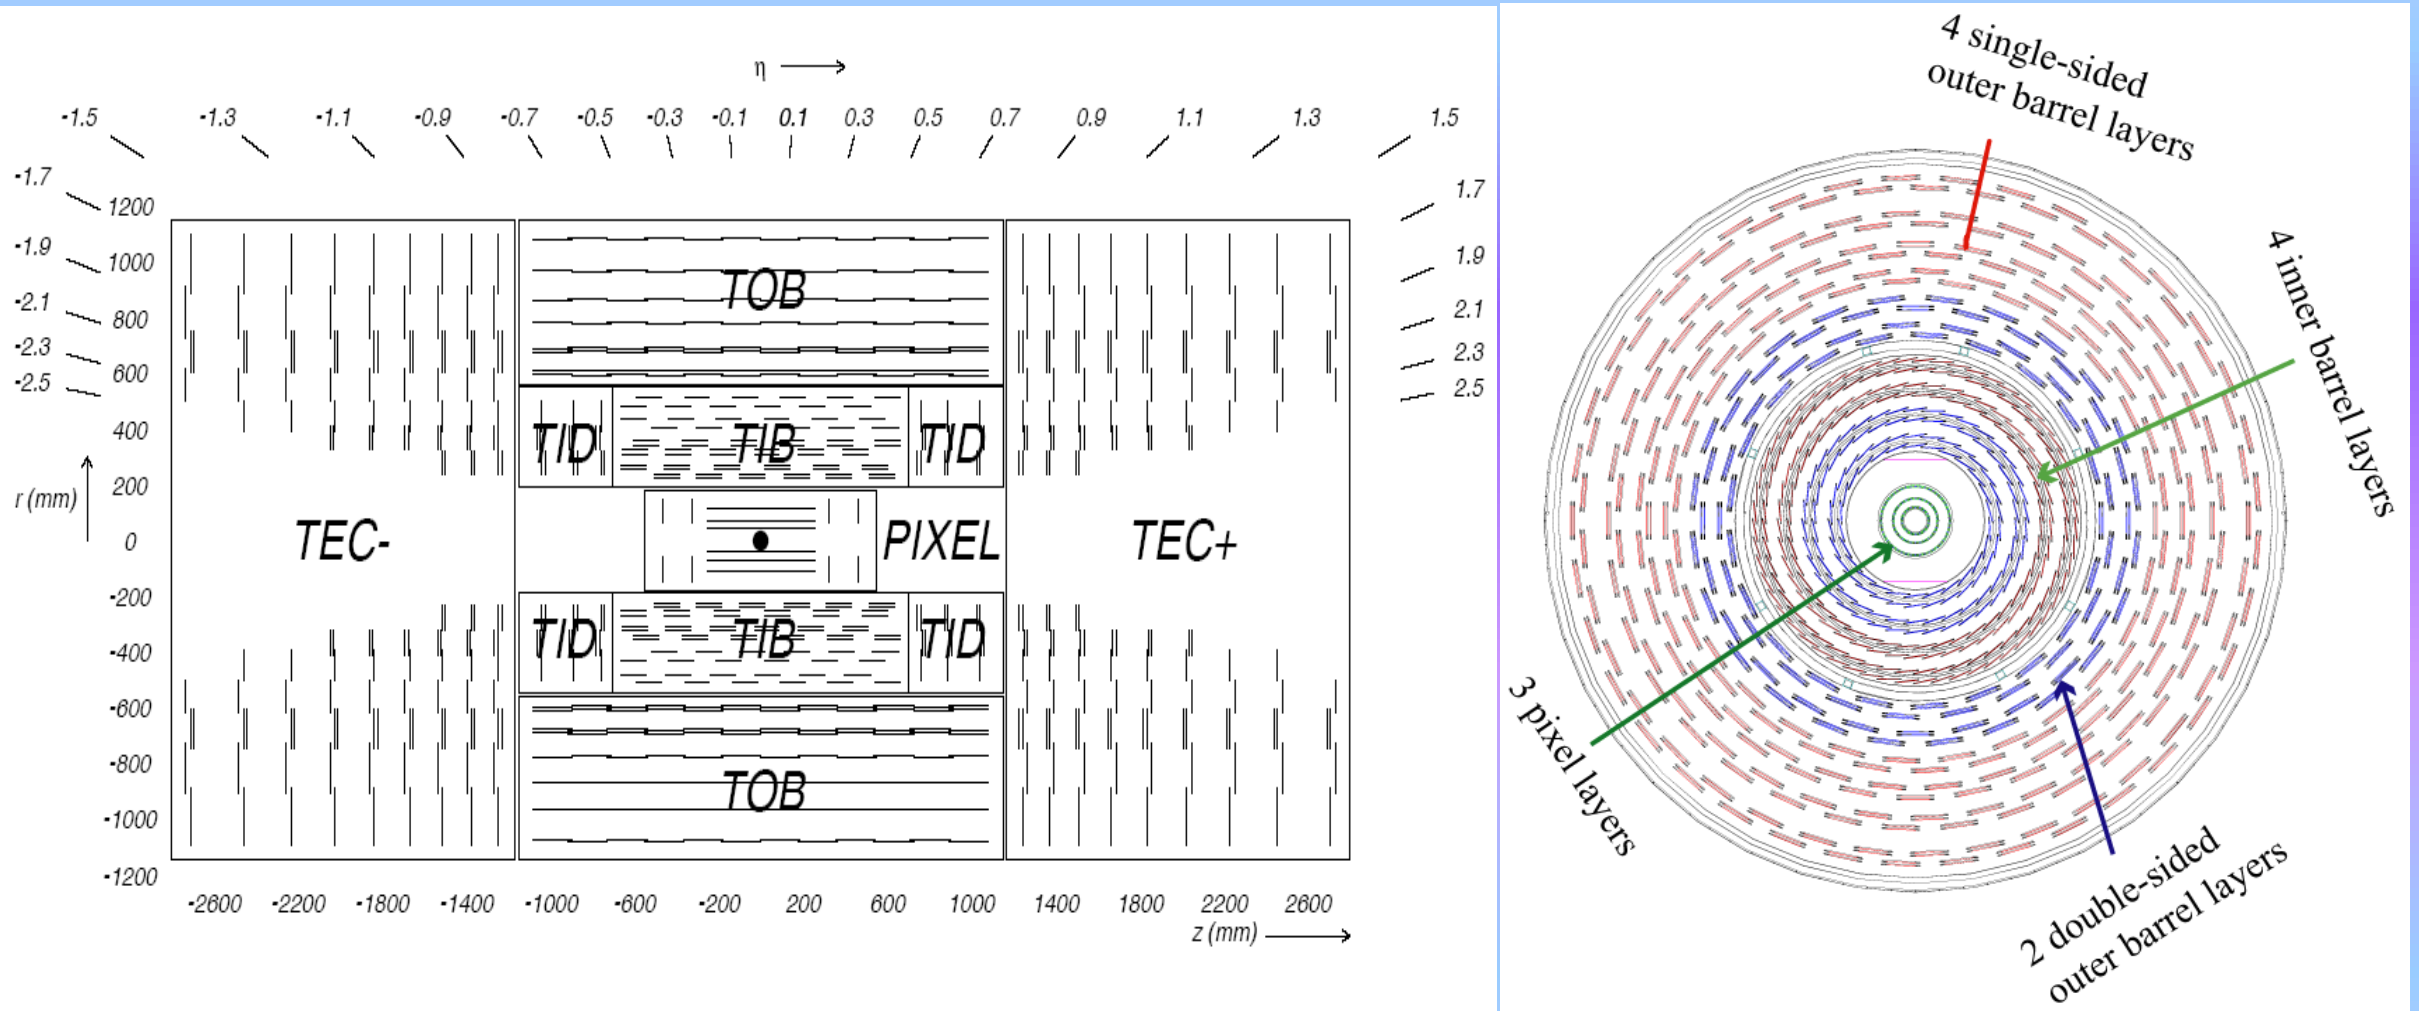 η
-1.5 -1.3 -1.1 -0.9 -0.7 -0.5 -0.3 -0.1 0.1 0.3 0.5 0.7 0.9 1.1 1.3 1.5
-1.7
-1.9
-2.1
-2.3
-2.5
1.7
1.9
2.1
2.3
2.5
1200
1000
800
600
400
200
0
-200
-400
-600
-800
-1000
-1200
r (mm)
TOB
TID TIB TID
TEC- PIXEL TEC+
TID TIB TID
TOB
-2600 -2200 -1800 -1400 -1000 -600 -200 200 600 1000 1400 1800 2200 2600
z (mm)
4 single-sided
outer barrel layers
4 inner barrel layers
3 pixel layers
2 double-sided
outer barrel layers